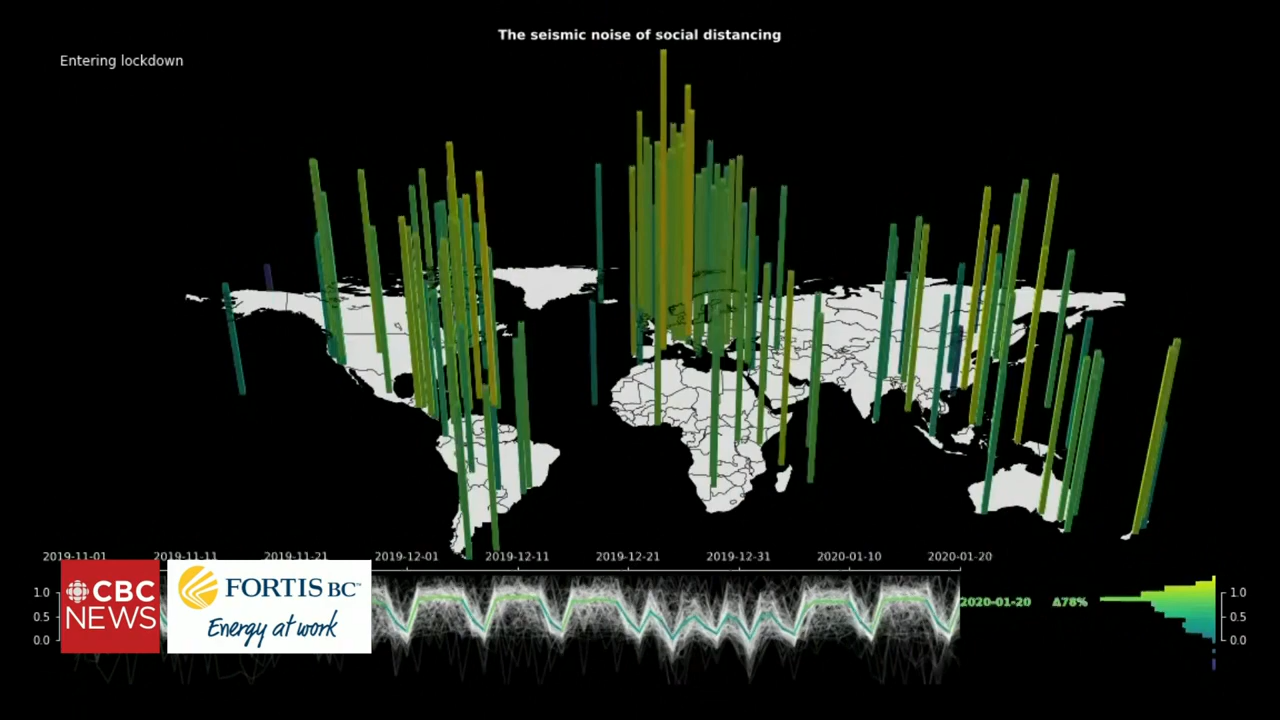 The seismic noise of social distancing
Entering lockdown
2019-11-01 2019-11-11 2019-11-21 2019-12-01 2019-12-11 2019-12-21 2019-12-31 2020-01-10 2020-01-20
1.0
0.5
0.0
CBC
NEWS
FORTIS BC™
Energy at work
2020-01-20 Δ78%
1.0
0.5
0.0